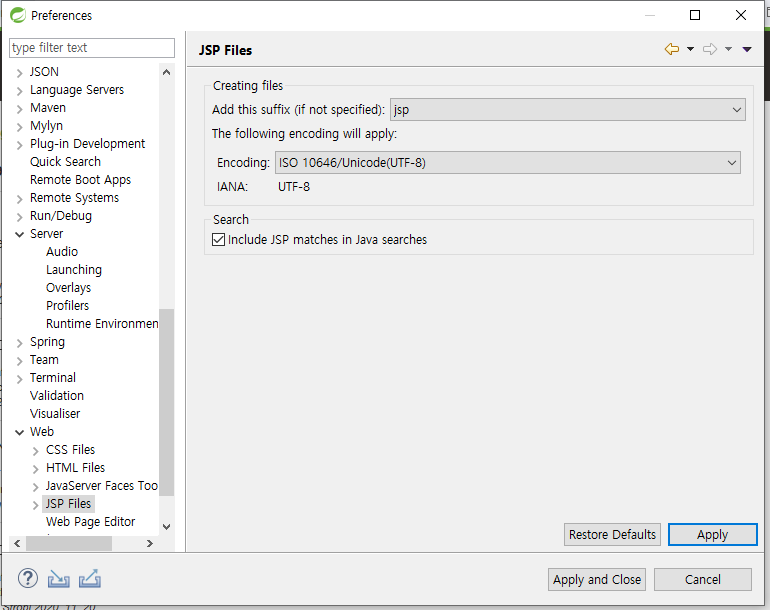 Preferences
type filter text
JSON
Language Servers
Maven
Mylyn
Plug-in Development
Quick Search
Remote Boot Apps
Remote Systems
Run/Debug
Server
Audio
Launching
Overlays
Profilers
Runtime Environmen
Spring
Team
Terminal
Validation
Visualiser
Web
CSS Files
HTML Files
JavaServer Faces Too
JSP Files
Web Page Editor
JSP Files
Creating files
Add this suffix (if not specified): jsp
The following encoding will apply:
Encoding: ISO 10646/Unicode(UTF-8)
IANA: UTF-8
Search
Include JSP matches in Java searches
Restore Defaults Apply
? Apply and Close Cancel